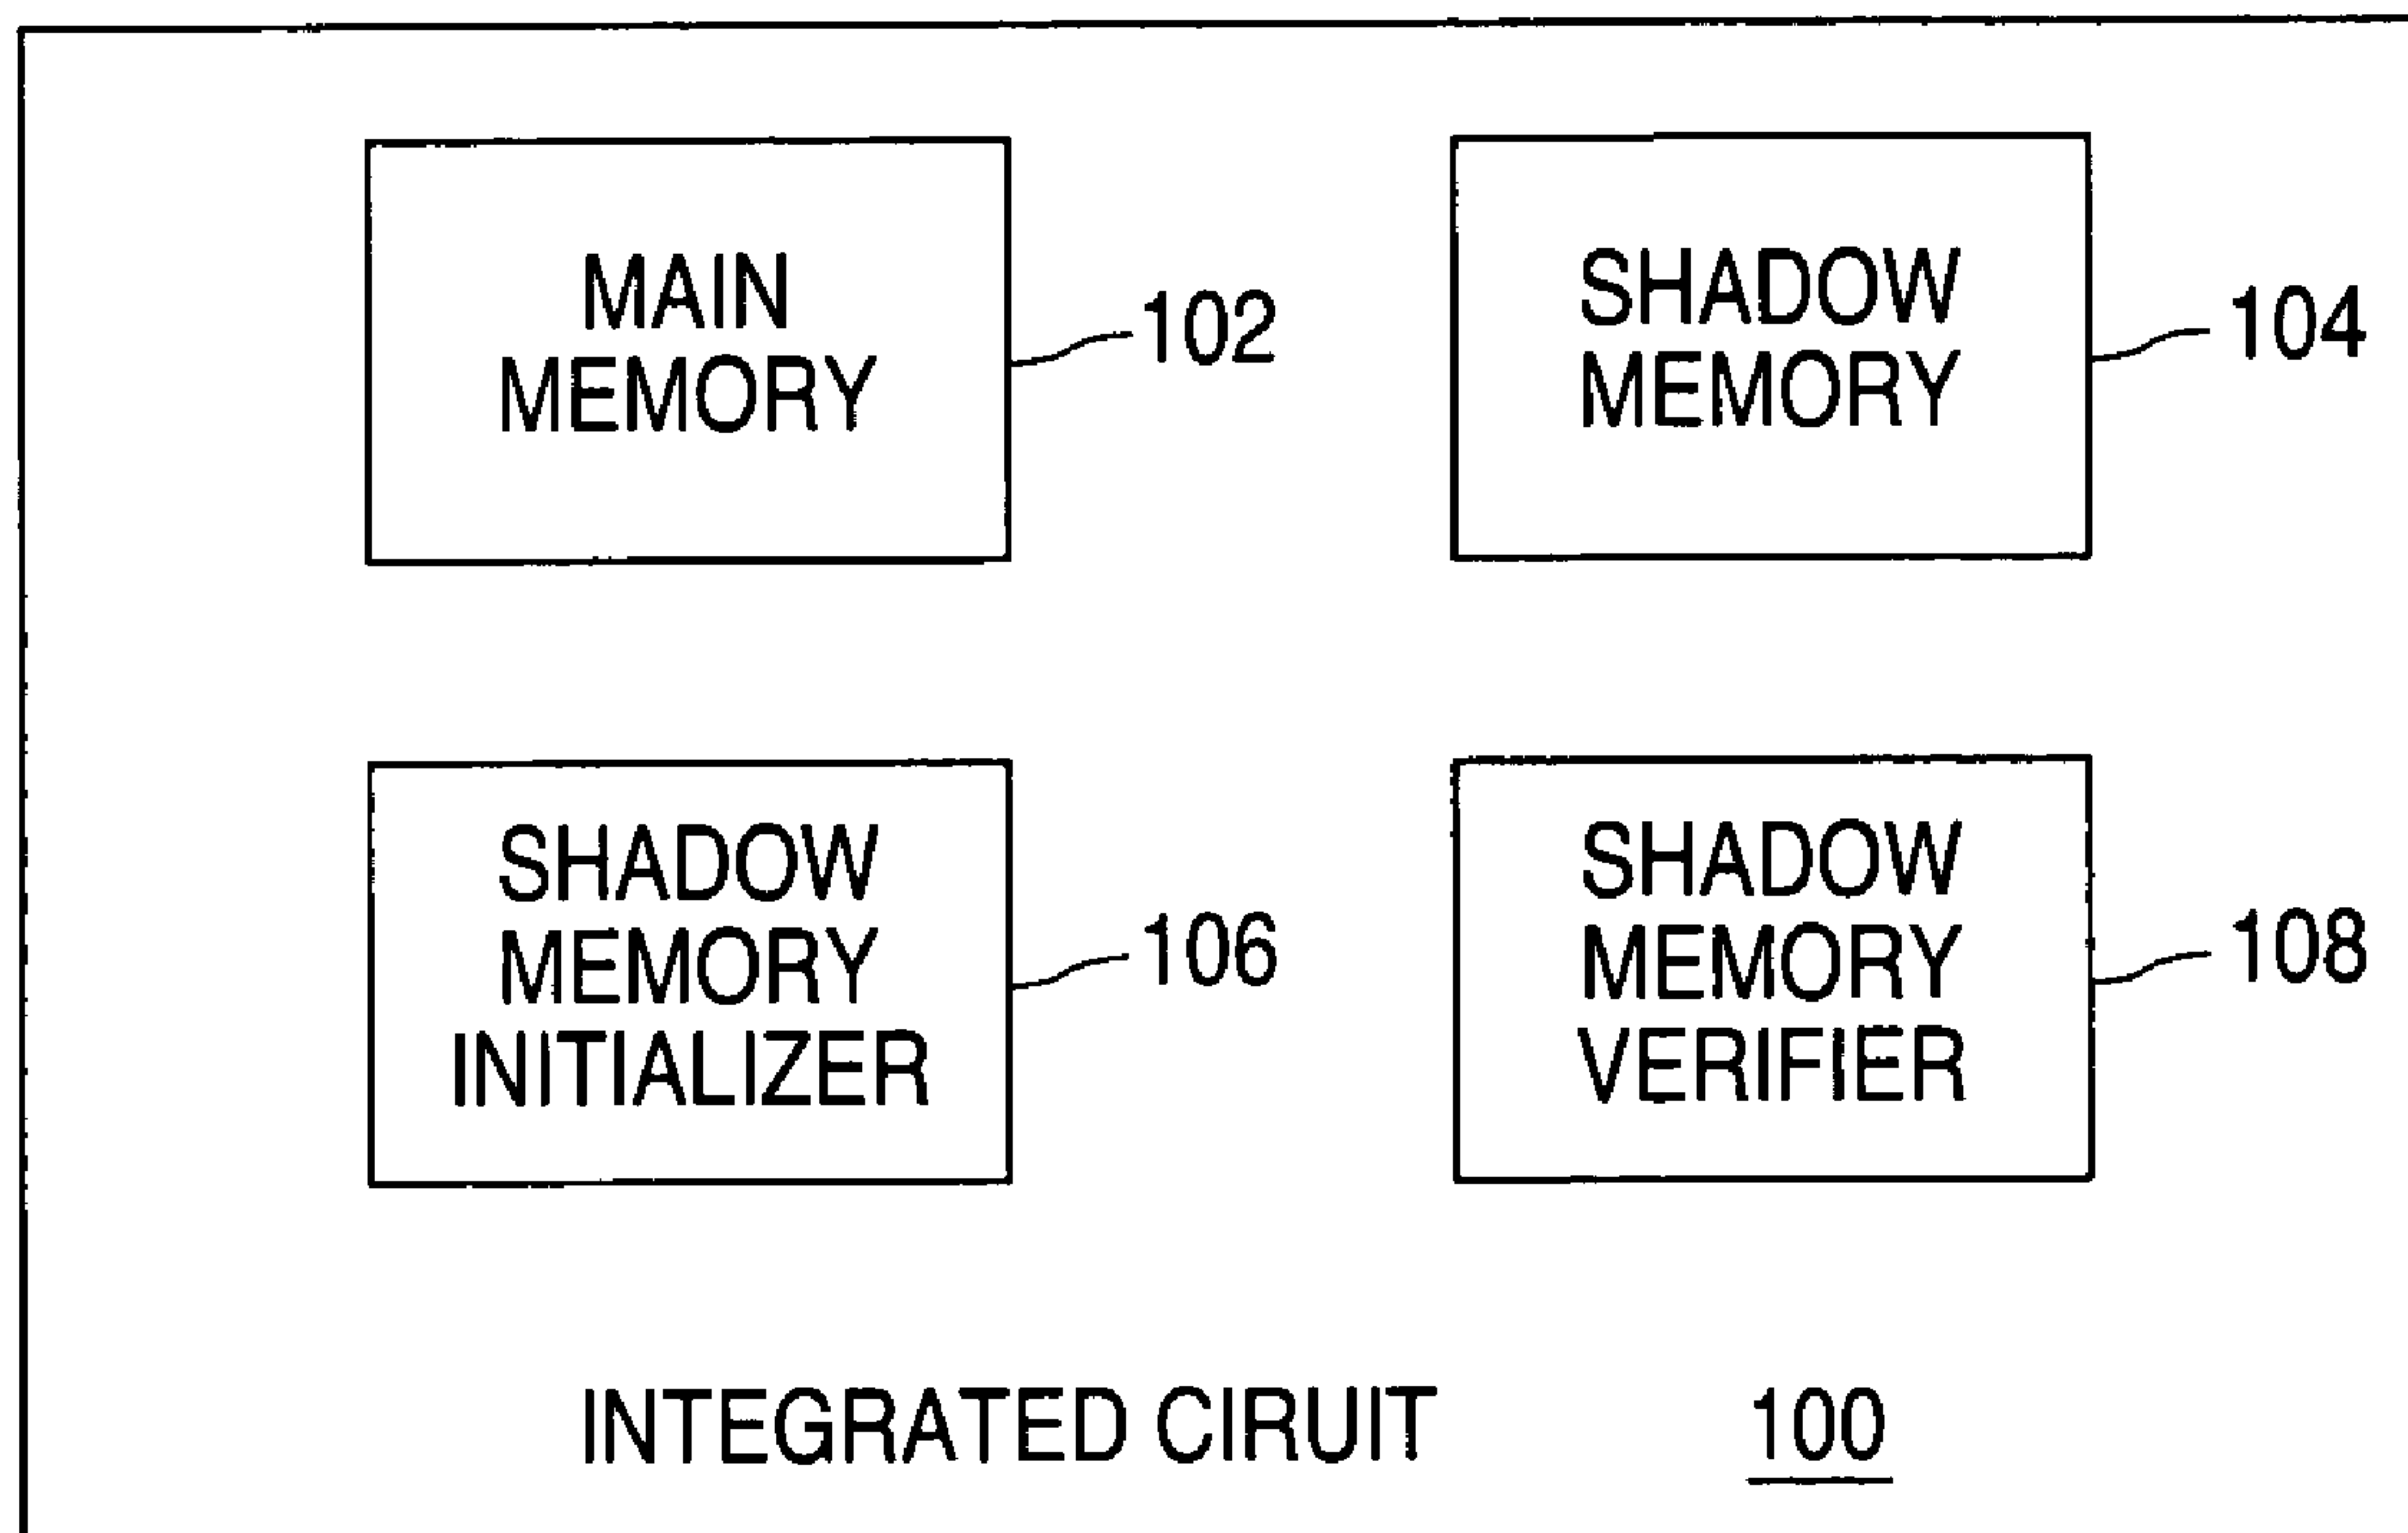 MAIN
MEMORY
102
SHADOW
MEMORY
104
SHADOW
MEMORY
INITIALIZER
106
SHADOW
MEMORY
VERIFIER
108
INTEGRATED CIRUIT 100